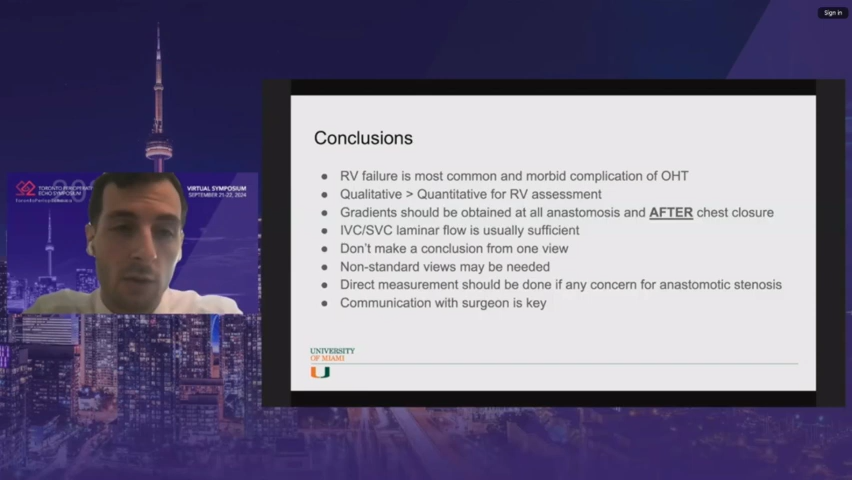 Sign in
Conclusions
RV failure is most common and morbid complication of OHT
Qualitative > Quantitative for RV assessment
Gradients should be obtained at all anastomosis and AFTER chest closure
IVC/SVC laminar flow is usually sufficient
Don't make a conclusion from one view
Non-standard views may be needed
Direct measurement should be done if any concern for anastomotic stenosis
Communication with surgeon is key
UNIVERSITY
OF MIAMI
VIRTUAL SYMPOSIUM
SEPTEMBER 21-22, 2024
TORONTO
ECHO SYMPOSIUM